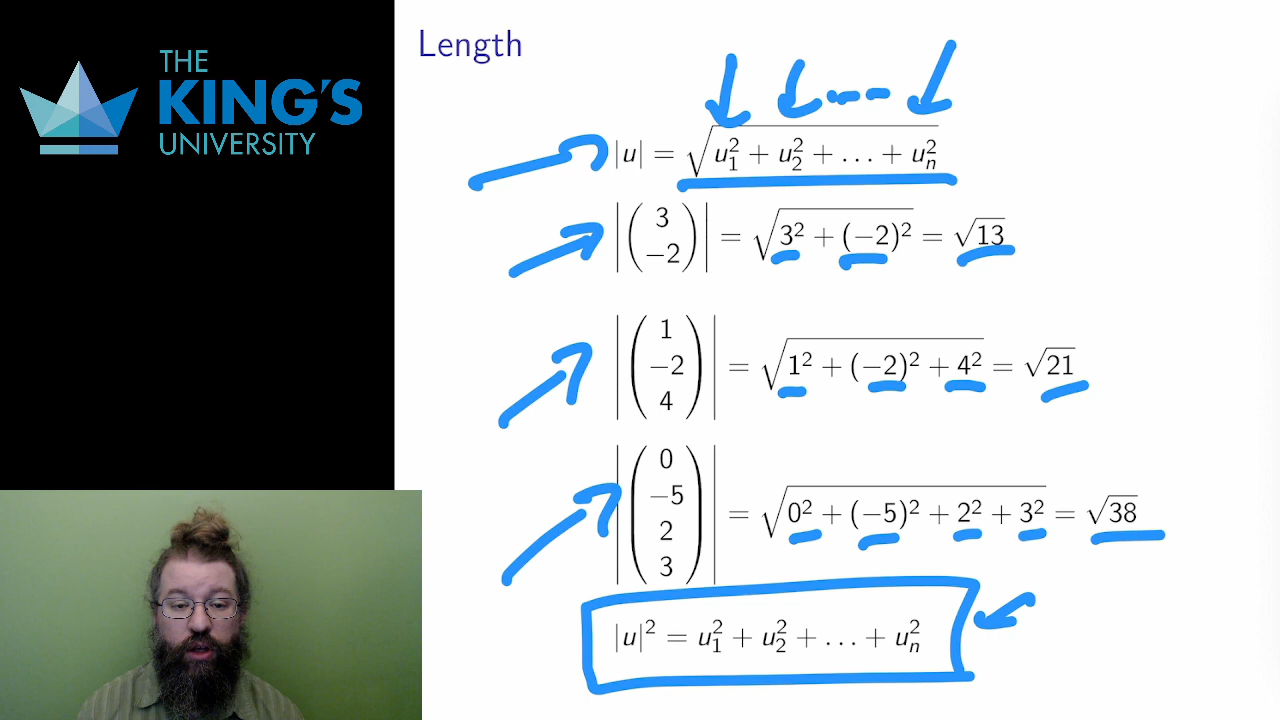 THE
KING'S
UNIVERSITY
Length
|u| = √(u₁² + u₂² + … + uₙ²)
|(3 −2)| = √(3² + (−2)²) = √13
|(1 −2 4)| = √(1² + (−2)² + 4²) = √21
|(0 −5 2 3)| = √(0² + (−5)² + 2² + 3²) = √38
|u|² = u₁² + u₂² + … + uₙ²